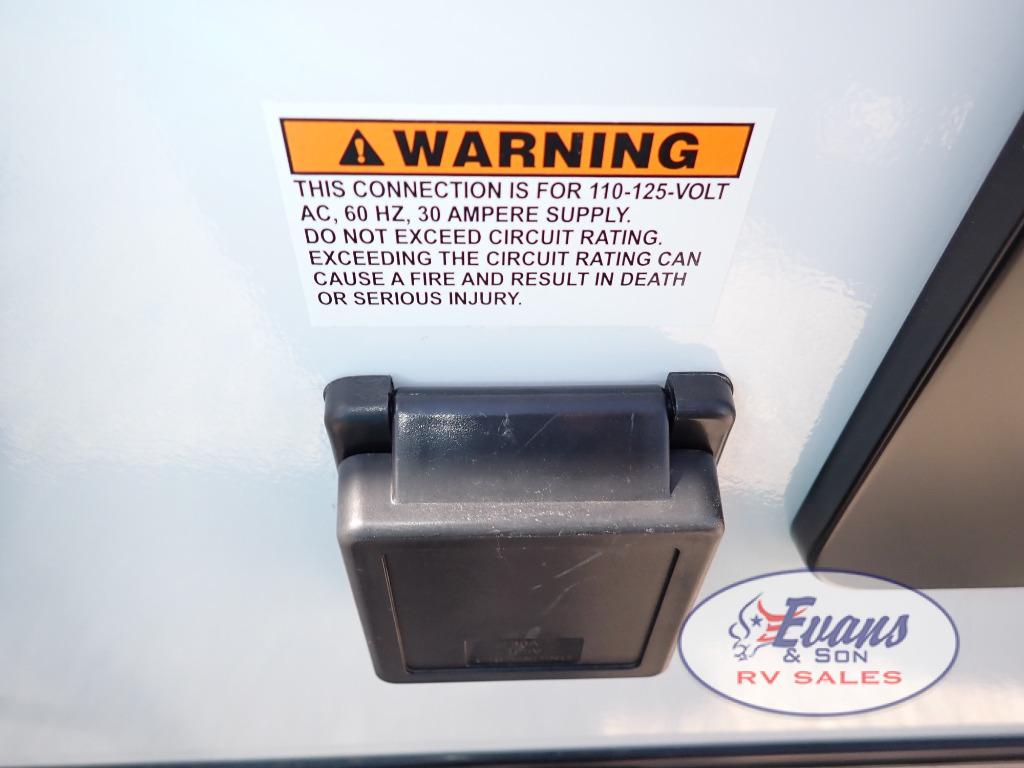 WARNING
THIS CONNECTION IS FOR 110-125-VOLT
AC, 60 HZ, 30 AMPERE SUPPLY.
DO NOT EXCEED CIRCUIT RATING.
EXCEEDING THE CIRCUIT RATING CAN
CAUSE A FIRE AND RESULT IN DEATH
OR SERIOUS INJURY.
Evans
& SON
RV SALES